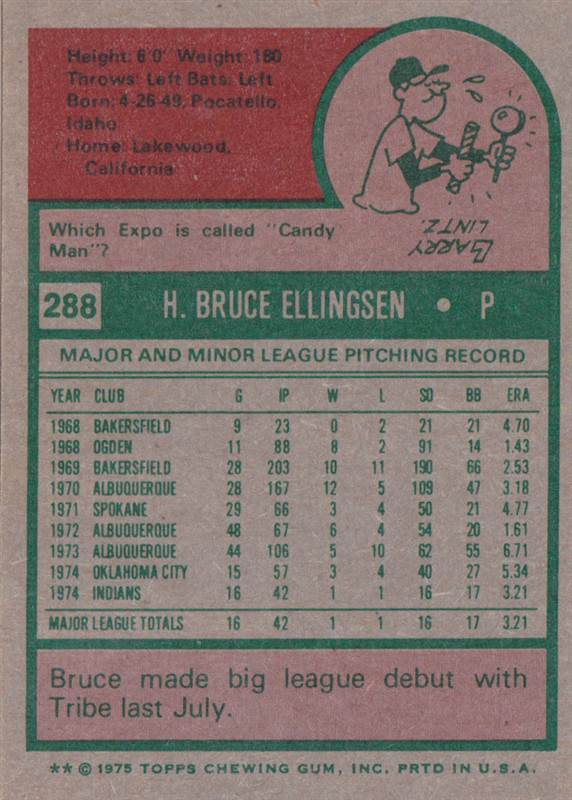 Height: 6'0" Weight: 180
Throws: Left Bats: Left
Born: 4-26-49, Pocatello,
Idaho
Home: Lakewood,
California
Which Expo is called "Candy
Man"?
LARRY
LINTZ.
288 H. BRUCE ELLINGSEN • P
MAJOR AND MINOR LEAGUE PITCHING RECORD
YEAR CLUB G IP W L SO BB ERA
1968 BAKERSFIELD 9 23 0 2 21 21 4.70
1968 OGDEN 11 88 8 2 91 14 1.43
1969 BAKERSFIELD 28 203 10 11 190 66 2.53
1970 ALBUQUERQUE 28 167 12 5 109 47 3.18
1971 SPOKANE 29 66 3 4 50 21 4.77
1972 ALBUQUERQUE 48 67 6 4 54 20 1.61
1973 ALBUQUERQUE 44 106 5 10 62 55 6.71
1974 OKLAHOMA CITY 15 57 3 4 40 27 5.34
1974 INDIANS 16 42 1 1 16 17 3.21
MAJOR LEAGUE TOTALS 16 42 1 1 16 17 3.21
Bruce made big league debut with
Tribe last July.
** © 1975 TOPPS CHEWING GUM, INC. PRTD IN U.S.A.